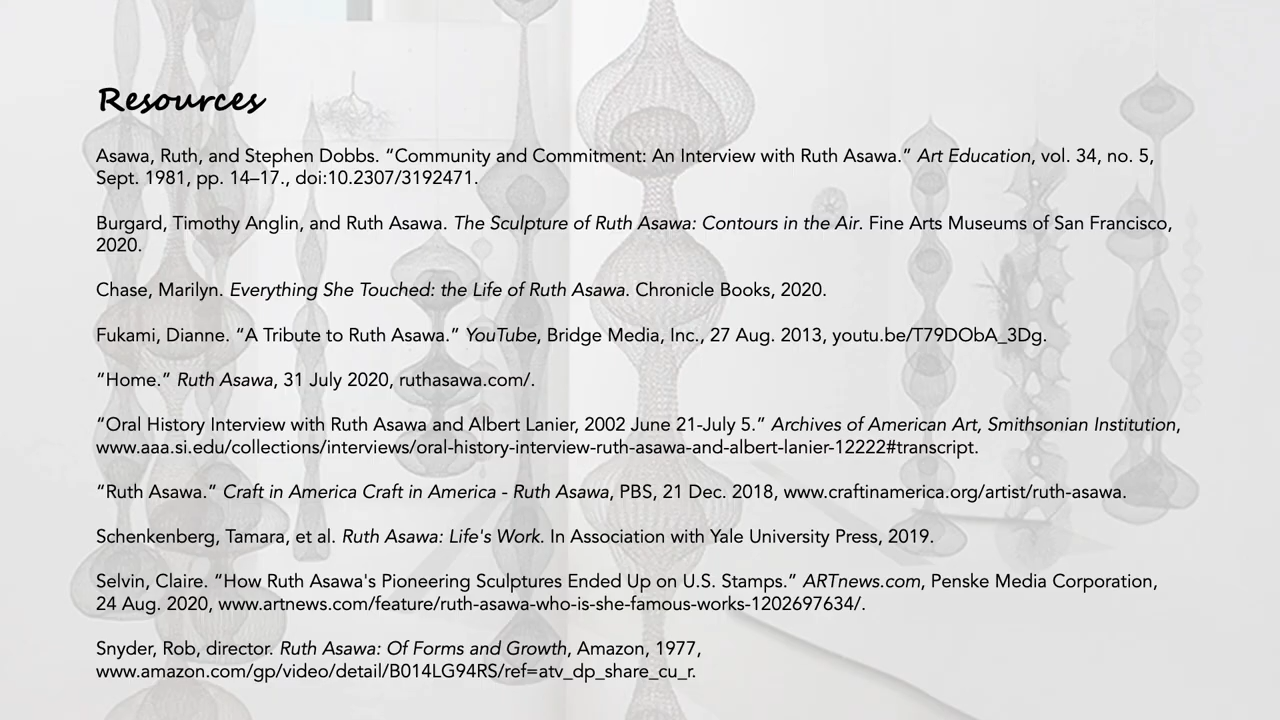 Resources
Asawa, Ruth, and Stephen Dobbs. “Community and Commitment: An Interview with Ruth Asawa.” Art Education, vol. 34, no. 5,
Sept. 1981, pp. 14–17., doi:10.2307/3192471.
Burgard, Timothy Anglin, and Ruth Asawa. The Sculpture of Ruth Asawa: Contours in the Air. Fine Arts Museums of San Francisco,
2020.
Chase, Marilyn. Everything She Touched: the Life of Ruth Asawa. Chronicle Books, 2020.
Fukami, Dianne. “A Tribute to Ruth Asawa.” YouTube, Bridge Media, Inc., 27 Aug. 2013, youtu.be/T79DObA_3Dg.
“Home.” Ruth Asawa, 31 July 2020, ruthasawa.com/.
“Oral History Interview with Ruth Asawa and Albert Lanier, 2002 June 21-July 5.” Archives of American Art, Smithsonian Institution,
www.aaa.si.edu/collections/interviews/oral-history-interview-ruth-asawa-and-albert-lanier-12222#transcript.
“Ruth Asawa.” Craft in America Craft in America - Ruth Asawa, PBS, 21 Dec. 2018, www.craftinamerica.org/artist/ruth-asawa.
Schenkenberg, Tamara, et al. Ruth Asawa: Life's Work. In Association with Yale University Press, 2019.
Selvin, Claire. “How Ruth Asawa's Pioneering Sculptures Ended Up on U.S. Stamps.” ARTnews.com, Penske Media Corporation,
24 Aug. 2020, www.artnews.com/feature/ruth-asawa-who-is-she-famous-works-1202697634/.
Snyder, Rob, director. Ruth Asawa: Of Forms and Growth, Amazon, 1977,
www.amazon.com/gp/video/detail/B014LG94RS/ref=atv_dp_share_cu_r.